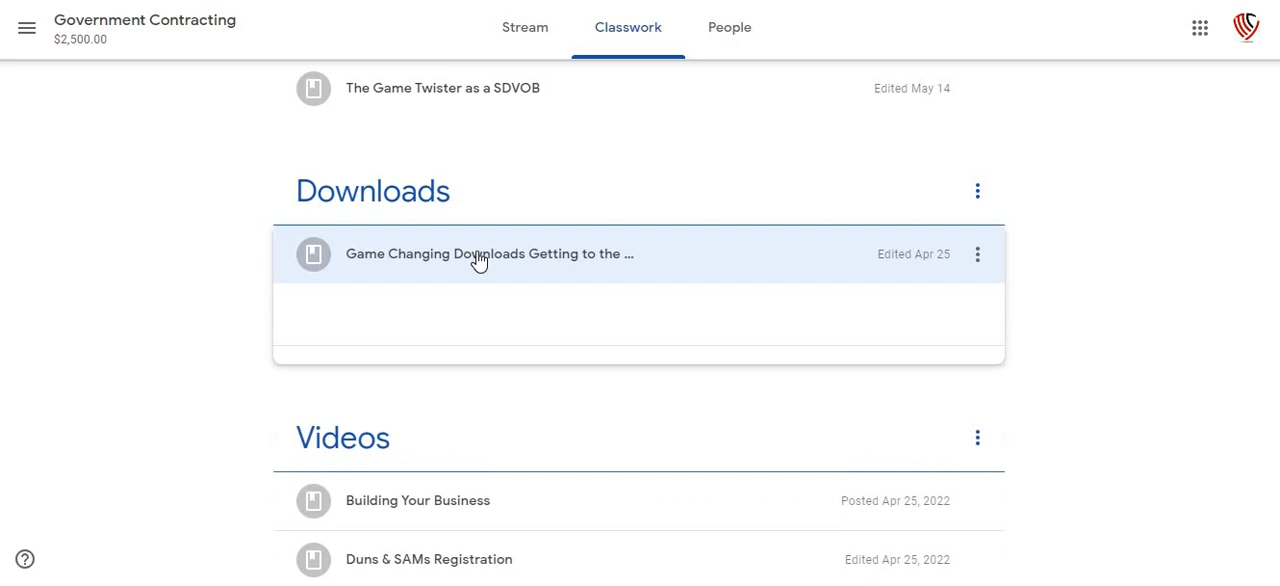 Government Contracting
$2,500.00
Stream
Classwork
People
The Game Twister as a SDVOB
Edited May 14
Downloads
Game Changing Downloads Getting to the ...
Edited Apr 25
Videos
Building Your Business
Posted Apr 25, 2022
Duns & SAMs Registration
Edited Apr 25, 2022